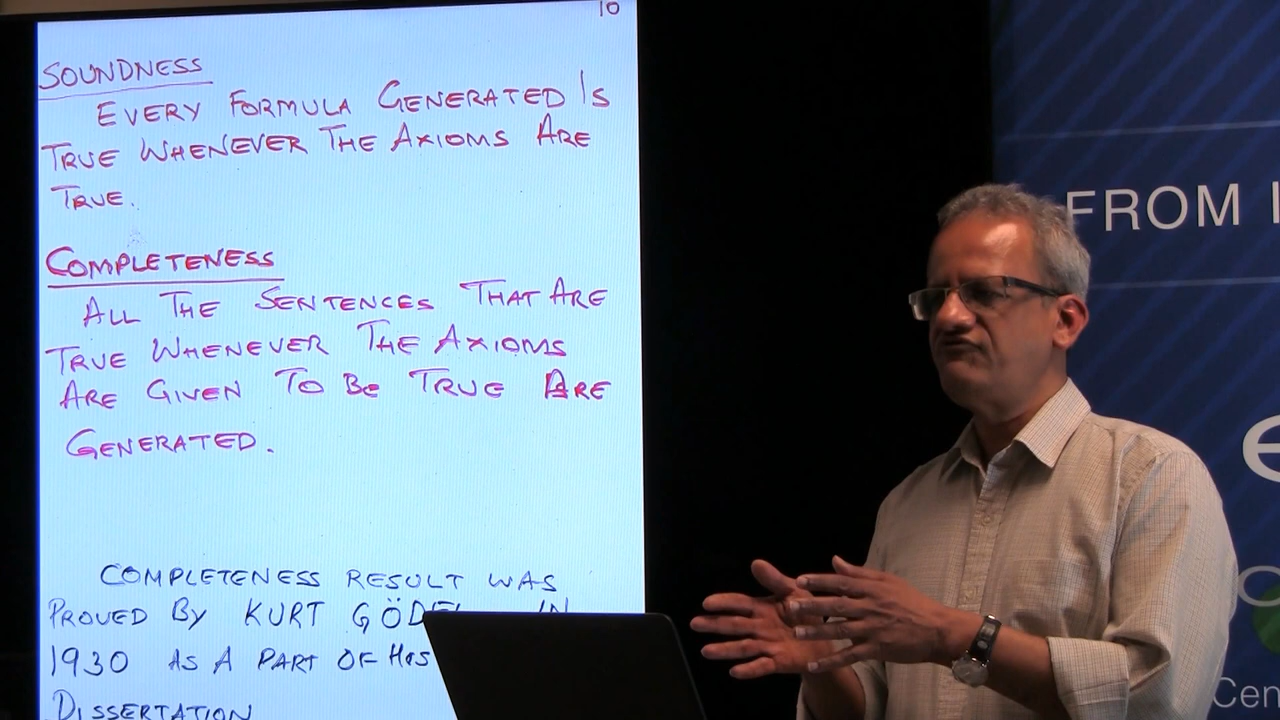 10
SOUNDNESS
EVERY FORMULA GENERATED IS
TRUE WHENEVER THE AXIOMS ARE
TRUE.
COMPLETENESS
ALL THE SENTENCES THAT ARE
TRUE WHENEVER THE AXIOMS
ARE GIVEN TO BE TRUE ARE
GENERATED.
COMPLETENESS RESULT WAS
PROVED BY KURT GÖDEL IN
1930 AS A PART OF HIS
DISSERTATION
FROM
e
Cen